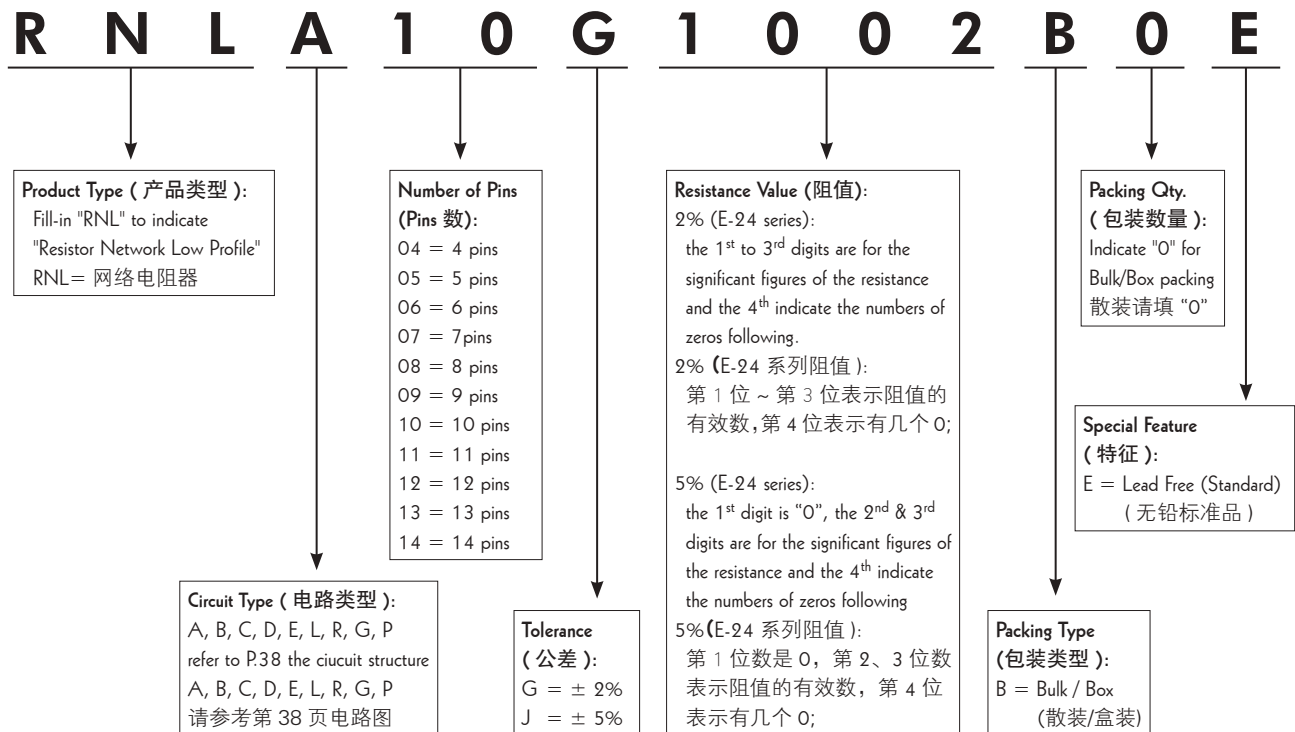 RNLA10G1002B0E
Product Type ( 产品类型 ):
Fill-in "RNL" to indicate
"Resistor Network Low Profile"
RNL= 网络电阻器
Circuit Type ( 电路类型 ):
A, B, C, D, E, L, R, G, P
refer to P.38 the ciucuit structure
A, B, C, D, E, L, R, G, P
请参考第 38 页电路图
Number of Pins
(Pins 数):
04 = 4 pins
05 = 5 pins
06 = 6 pins
07 = 7pins
08 = 8 pins
09 = 9 pins
10 = 10 pins
11 = 11 pins
12 = 12 pins
13 = 13 pins
14 = 14 pins
Tolerance
( 公差 ):
G = ± 2%
J = ± 5%
Resistance Value (阻值):
2% (E-24 series):
the 1st to 3rd digits are for the
significant figures of the resistance
and the 4th indicate the numbers of
zeros following.
2% (E-24 系列阻值 ):
第 1 位 ~ 第 3 位表示阻值的
有效数，第 4 位表示有几个 0;
5% (E-24 series):
the 1st digit is “0”, the 2nd & 3rd
digits are for the significant figures of
the resistance and the 4th indicate
the numbers of zeros following
5%(E-24 系列阻值 ):
第 1 位数是 0，第 2、3 位数
表示阻值的有效数，第 4 位
表示有几个 0;
Packing Type
(包装类型 ):
B = Bulk / Box
(散装/盒装)
Packing Qty.
( 包装数量 ):
Indicate "0" for
Bulk/Box packing
散装请填 “0”
Special Feature
( 特征 ):
E = Lead Free (Standard)
( 无铅标准品 )